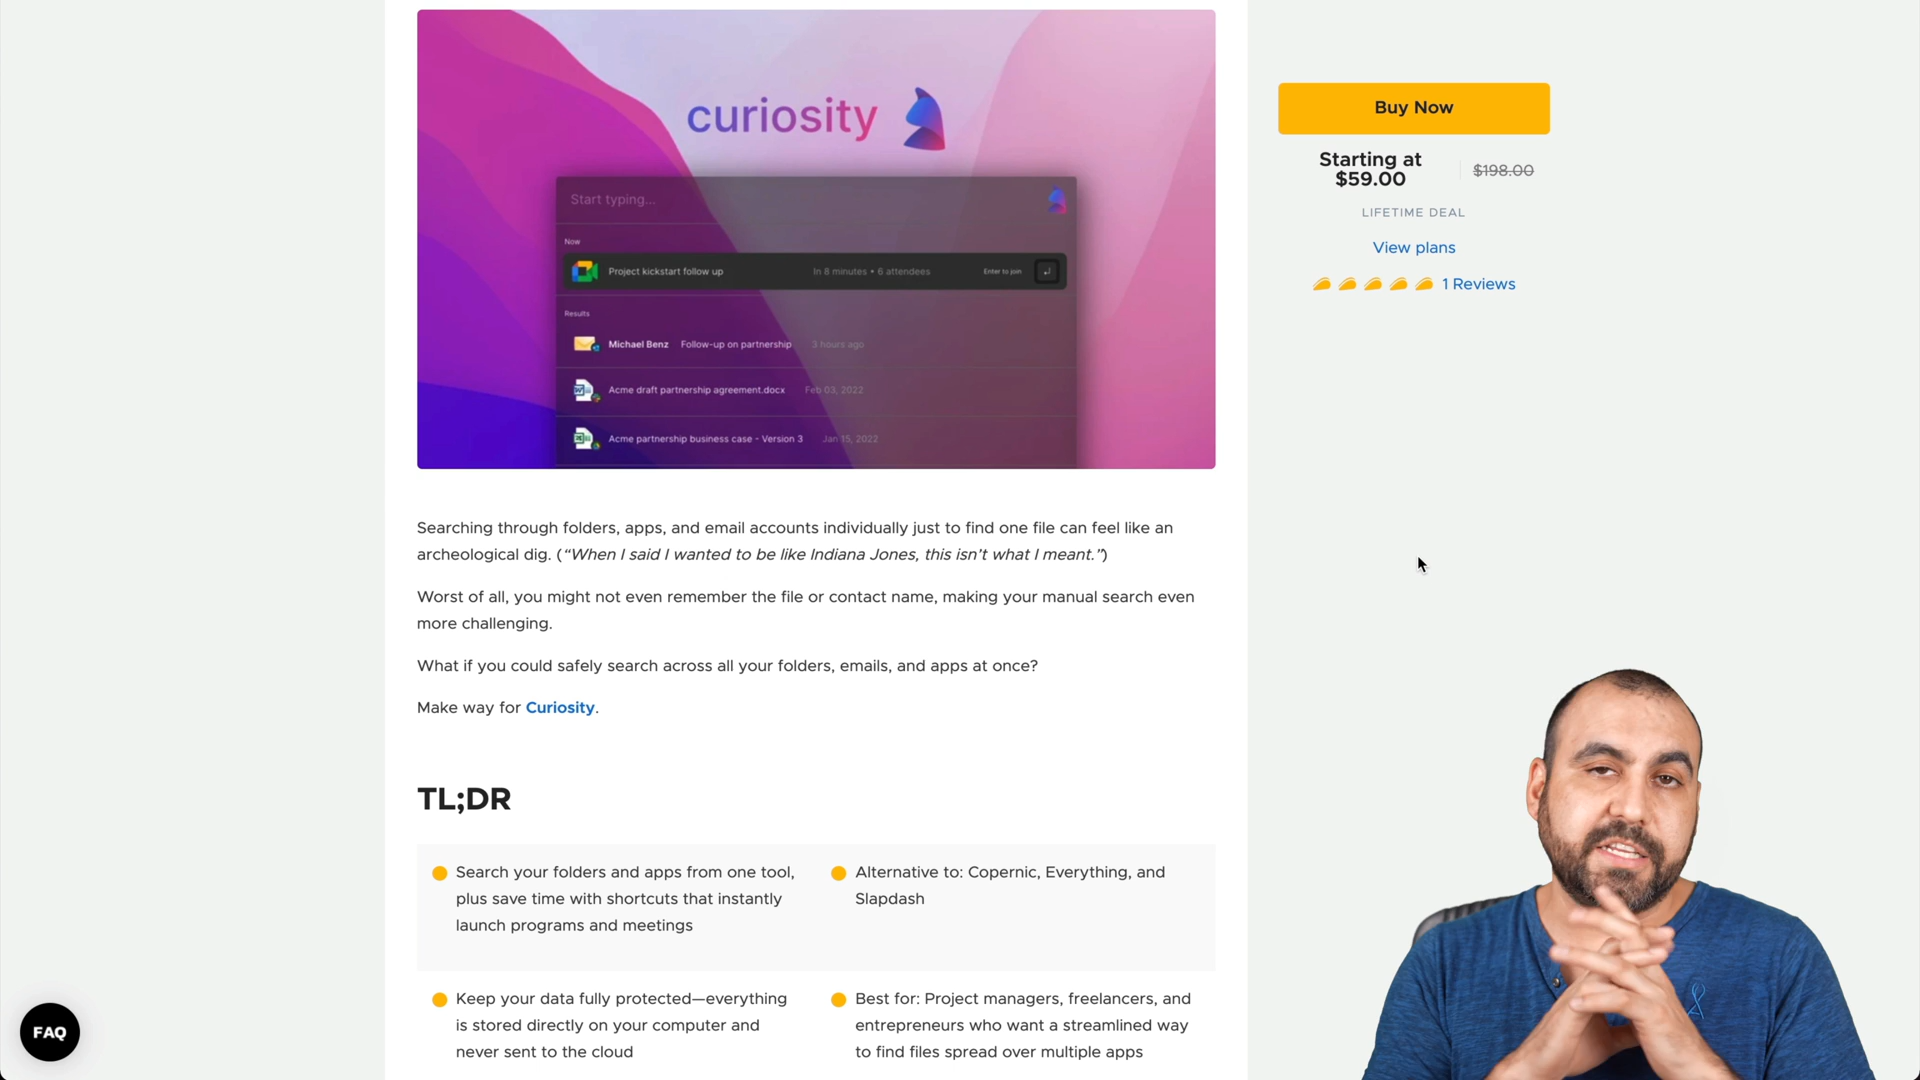 curiosity
Start typing...
Now
Project kickstart follow up In 8 minutes • 6 attendees Enter to join
Results
Michael Benz Follow-up on partnership 3 hours ago
Acme draft partnership agreement.docx Feb 03, 2022
Acme partnership business case - Version 3 Jan 15, 2022
Buy Now
Starting at
$59.00
$198.00
LIFETIME DEAL
View plans
1 Reviews
Searching through folders, apps, and email accounts individually just to find one file can feel like an
archeological dig. (“When I said I wanted to be like Indiana Jones, this isn’t what I meant.”)
Worst of all, you might not even remember the file or contact name, making your manual search even
more challenging.
What if you could safely search across all your folders, emails, and apps at once?
Make way for Curiosity.
TL;DR
Search your folders and apps from one tool,
plus save time with shortcuts that instantly
launch programs and meetings
Alternative to: Copernic, Everything, and
Slapdash
Keep your data fully protected—everything
is stored directly on your computer and
never sent to the cloud
Best for: Project managers, freelancers, and
entrepreneurs who want a streamlined way
to find files spread over multiple apps
FAQ